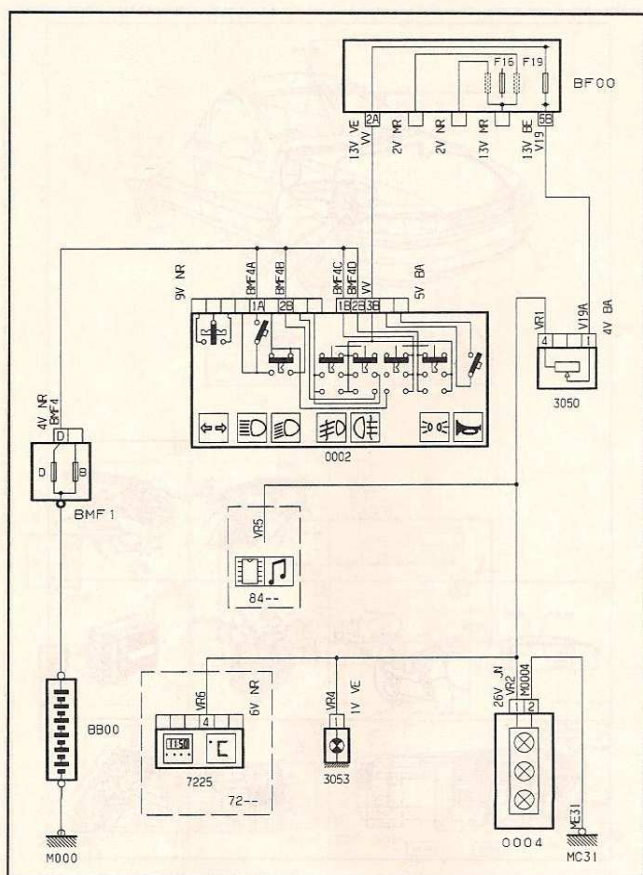 F16 F19
BF00
2A
5B
13V VE
VV
2V MR
2V NR
13V MR
13V BE
V19
9V NR
BMF4A
BMF4B
BMF4C
BMF4D
VV
5V BA
1A
2B
1B
2B
3B
VR1
V19A
4V BA
4
1
3050
4V NR
BMF4
D
D
B
BMF1
0002
VR5
84--
BB00
M000
VR6
6V NR
4
1150
C
7225
72--
VR4
1V VE
1
3053
26V JN
VR2
M0004
1 2
0004
ME31
MC31